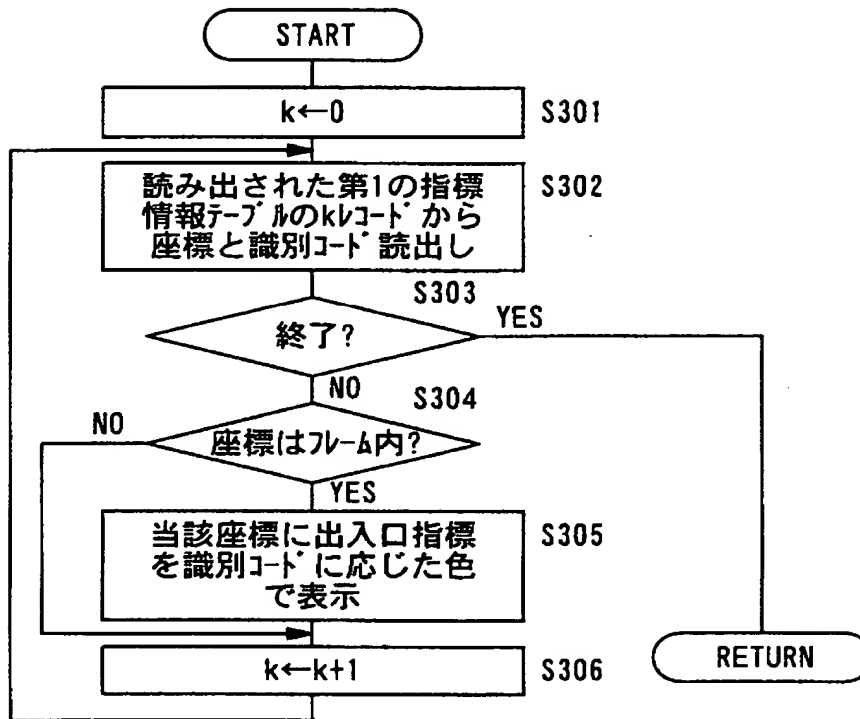 START
k←0
S301
読み出された第1の指標
情報ﾃｰﾌﾞﾙのkﾚｺｰﾄﾞから
座標と識別ｺｰﾄﾞ読出し
S302
S303
終了?
YES
NO
S304
NO
座標はﾌﾚｰﾑ内?
YES
当該座標に出入口指標
を識別ｺｰﾄﾞに応じた色
で表示
S305
k←k+1
S306
RETURN